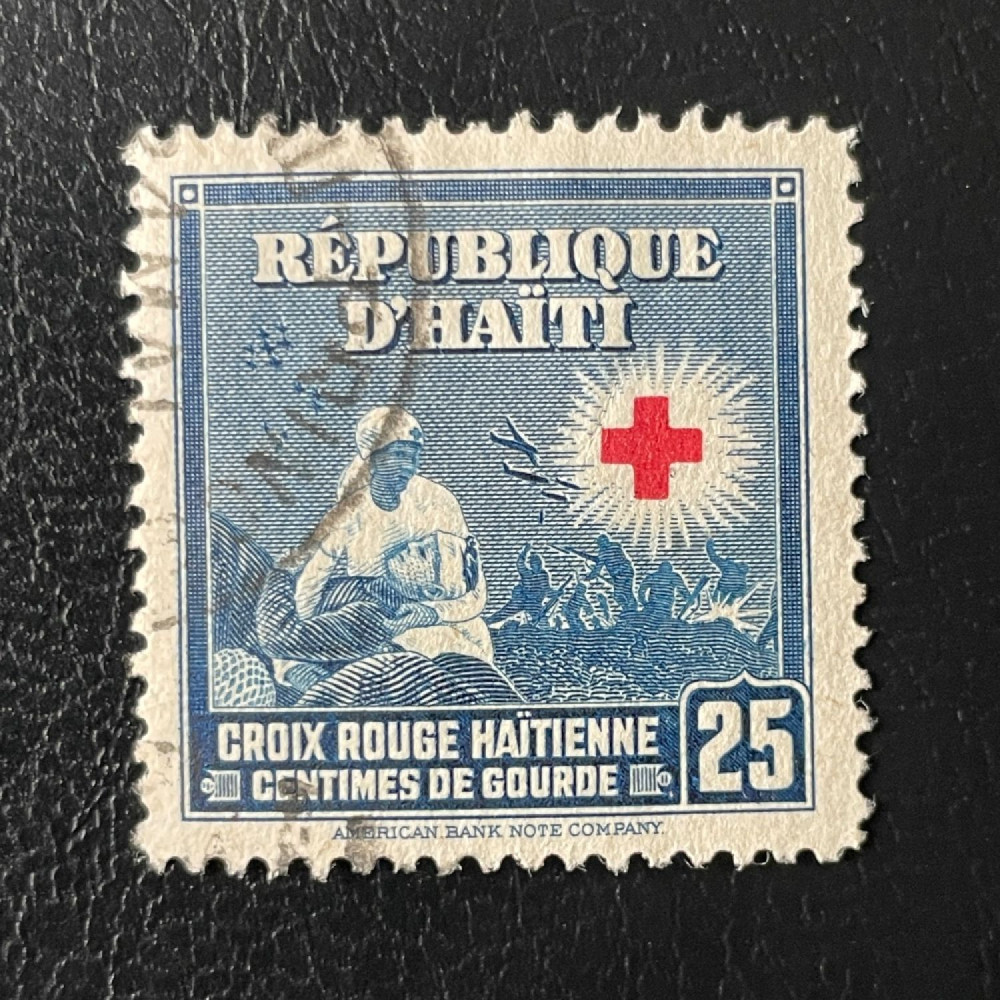 RÉPUBLIQUE
D'HAÏTI
CROIX ROUGE HAÏTIENNE
CENTIMES DE GOURDE
25
AMERICAN BANK NOTE COMPANY.